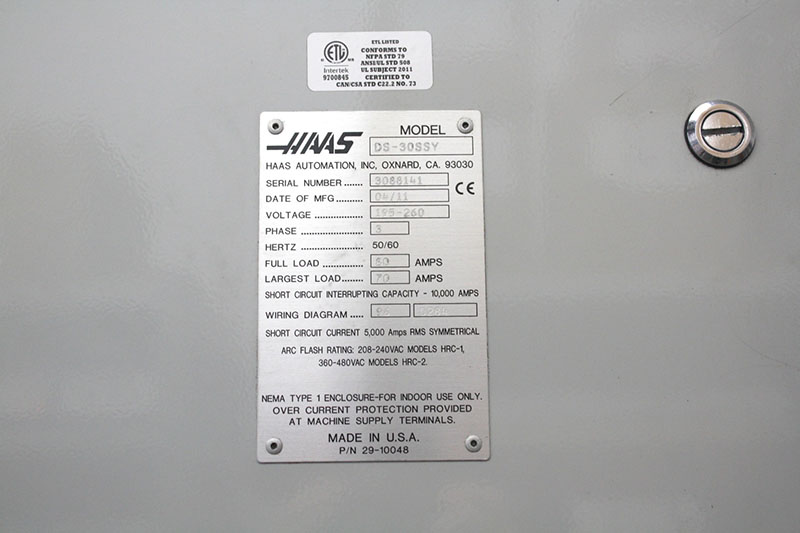 ETL LISTED
CONFORMS TO
NFPA STD 79
ANSI/UL STD 508
UL SUBJECT 2011
CERTIFIED TO
CAN/CSA STD C22.2 NO. 73
ETL
Intertek
9700845
HAAS
MODEL
DS-30SSY
HAAS AUTOMATION, INC, OXNARD, CA. 93030
SERIAL NUMBER ...... 3088141
DATE OF MFG .......... 04/11
CE
VOLTAGE .................. 195-260
PHASE ...................... 3
HERTZ ...................... 50/60
FULL LOAD ............... AMPS
LARGEST LOAD....... 70 AMPS
SHORT CIRCUIT INTERRUPTING CAPACITY - 10,000 AMPS
WIRING DIAGRAM .....
SHORT CIRCUIT CURRENT 5,000 Amps RMS SYMMETRICAL
ARC FLASH RATING: 208-240VAC MODELS HRC-1,
360-480VAC MODELS HRC-2.
NEMA TYPE 1 ENCLOSURE-FOR INDOOR USE ONLY.
OVER CURRENT PROTECTION PROVIDED
AT MACHINE SUPPLY TERMINALS.
MADE IN U.S.A.
P/N 29-10048